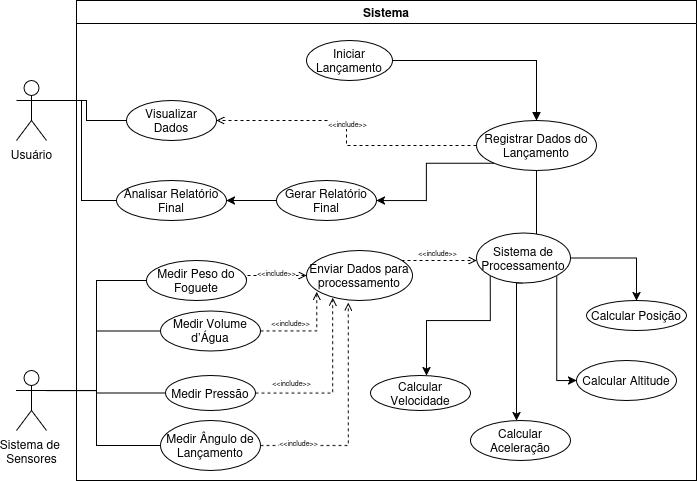 Sistema
Iniciar
Lançamento
Visualizar
Dados
<<include>>
Registrar Dados do
Lançamento
Usuário
Analisar Relatório
Final
Gerar Relatório
Final
Sistema de
Processamento
<<include>>
Enviar Dados para
processamento
<<include>>
Medir Peso do
Foguete
Calcular Posição
Medir Volume
d'Água
<<include>>
Calcular Altitude
Medir Pressão
<<include>>
Calcular
Velocidade
Sistema de
Sensores
Medir Ângulo de
Lançamento
<<include>>
Calcular
Aceleração